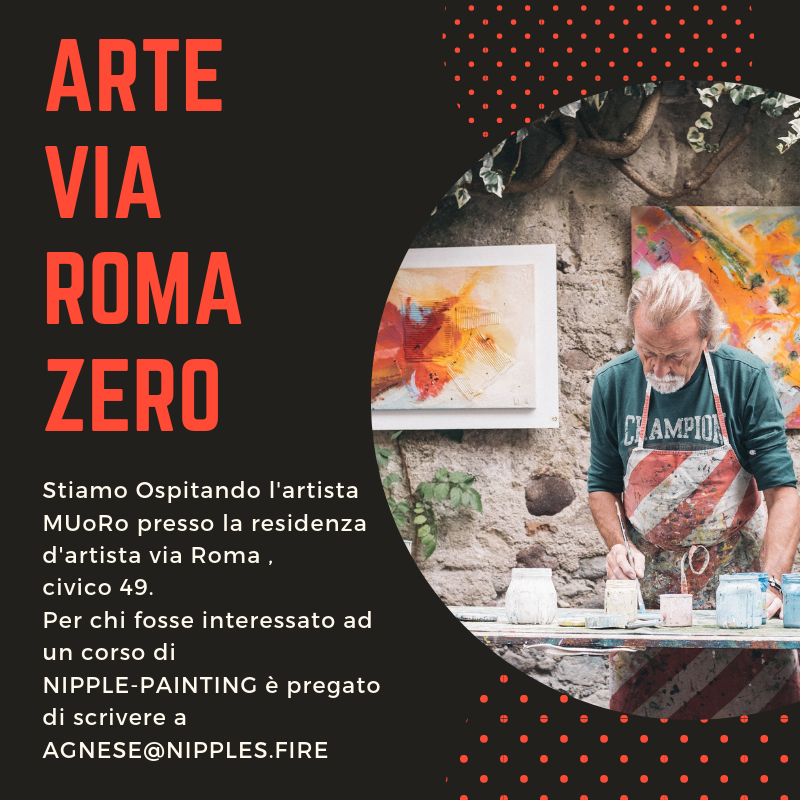 ARTE
VIA
ROMA
ZERO
Stiamo Ospitando l'artista
MUoRo presso la residenza
d'artista via Roma ,
civico 49.
Per chi fosse interessato ad
un corso di
NIPPLE-PAINTING è pregato
di scrivere a
AGNESE@NIPPLES.FIRE
CHAMPION